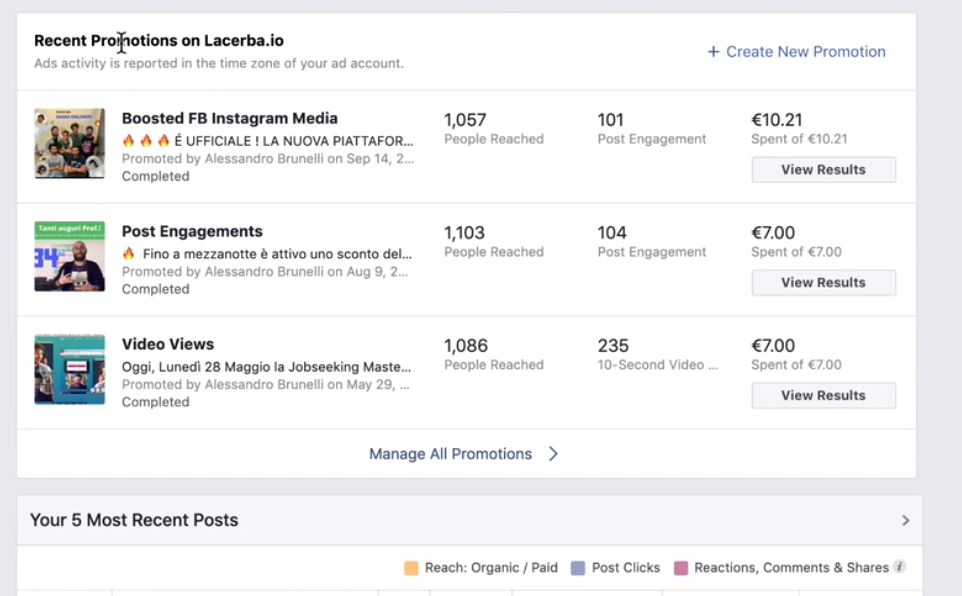 Recent Promotions on Lacerba.io
Ads activity is reported in the time zone of your ad account.
+ Create New Promotion
Boosted FB Instagram Media
🔥 🔥 🔥 É UFFICIALE ! LA NUOVA PIATTAFOR...
Promoted by Alessandro Brunelli on Sep 14, 2...
Completed
1,057
People Reached
101
Post Engagement
€10.21
Spent of €10.21
View Results
Tanti auguri Prof.!
34
Post Engagements
🔥 Fino a mezzanotte è attivo uno sconto del...
Promoted by Alessandro Brunelli on Aug 9, 2...
Completed
1,103
People Reached
104
Post Engagement
€7.00
Spent of €7.00
View Results
Video Views
Oggi, Lunedì 28 Maggio la Jobseeking Maste...
Promoted by Alessandro Brunelli on May 29, ...
Completed
1,086
People Reached
235
10-Second Video ...
€7.00
Spent of €7.00
View Results
Manage All Promotions
Your 5 Most Recent Posts
Reach: Organic / Paid
Post Clicks
Reactions, Comments & Shares
i